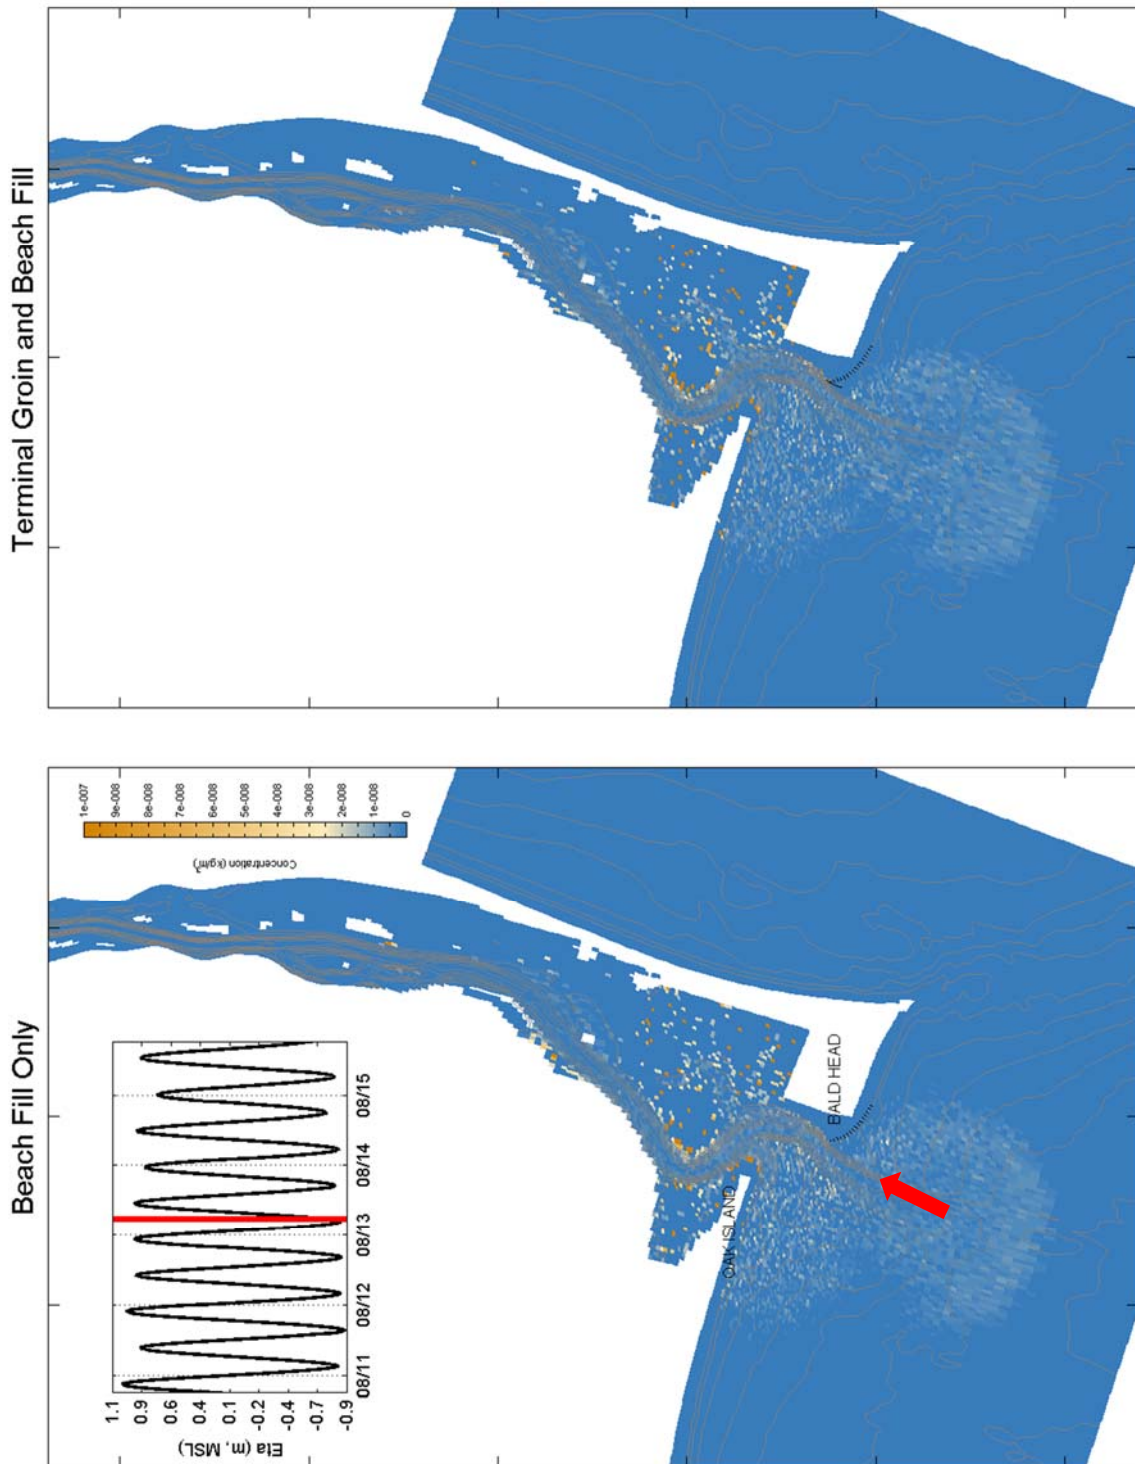 Terminal Groin and Beach Fill
Beach Fill Only
1e-007
9e-008
8e-008
7e-008
6e-008
5e-008
4e-008
3e-008
2e-008
1e-008
0
Concentration (kg/m³
1.1
0.9
0.6
0.4
0.1
-0.2
-0.4
-0.7
-0.9
Eta (m, MSL)
08/11
08/12
08/13
08/14
08/15
OAK ISLAND
BALD HEAD